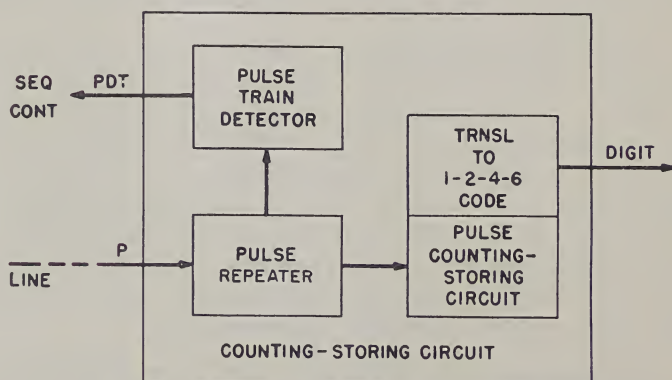 SEQ
CONT
PDT
PULSE
TRAIN
DETECTOR
TRNSL
TO
1-2-4-6
CODE
DIGIT
P
LINE
PULSE
REPEATER
PULSE
COUNTING-
STORING
CIRCUIT
COUNTING-STORING CIRCUIT